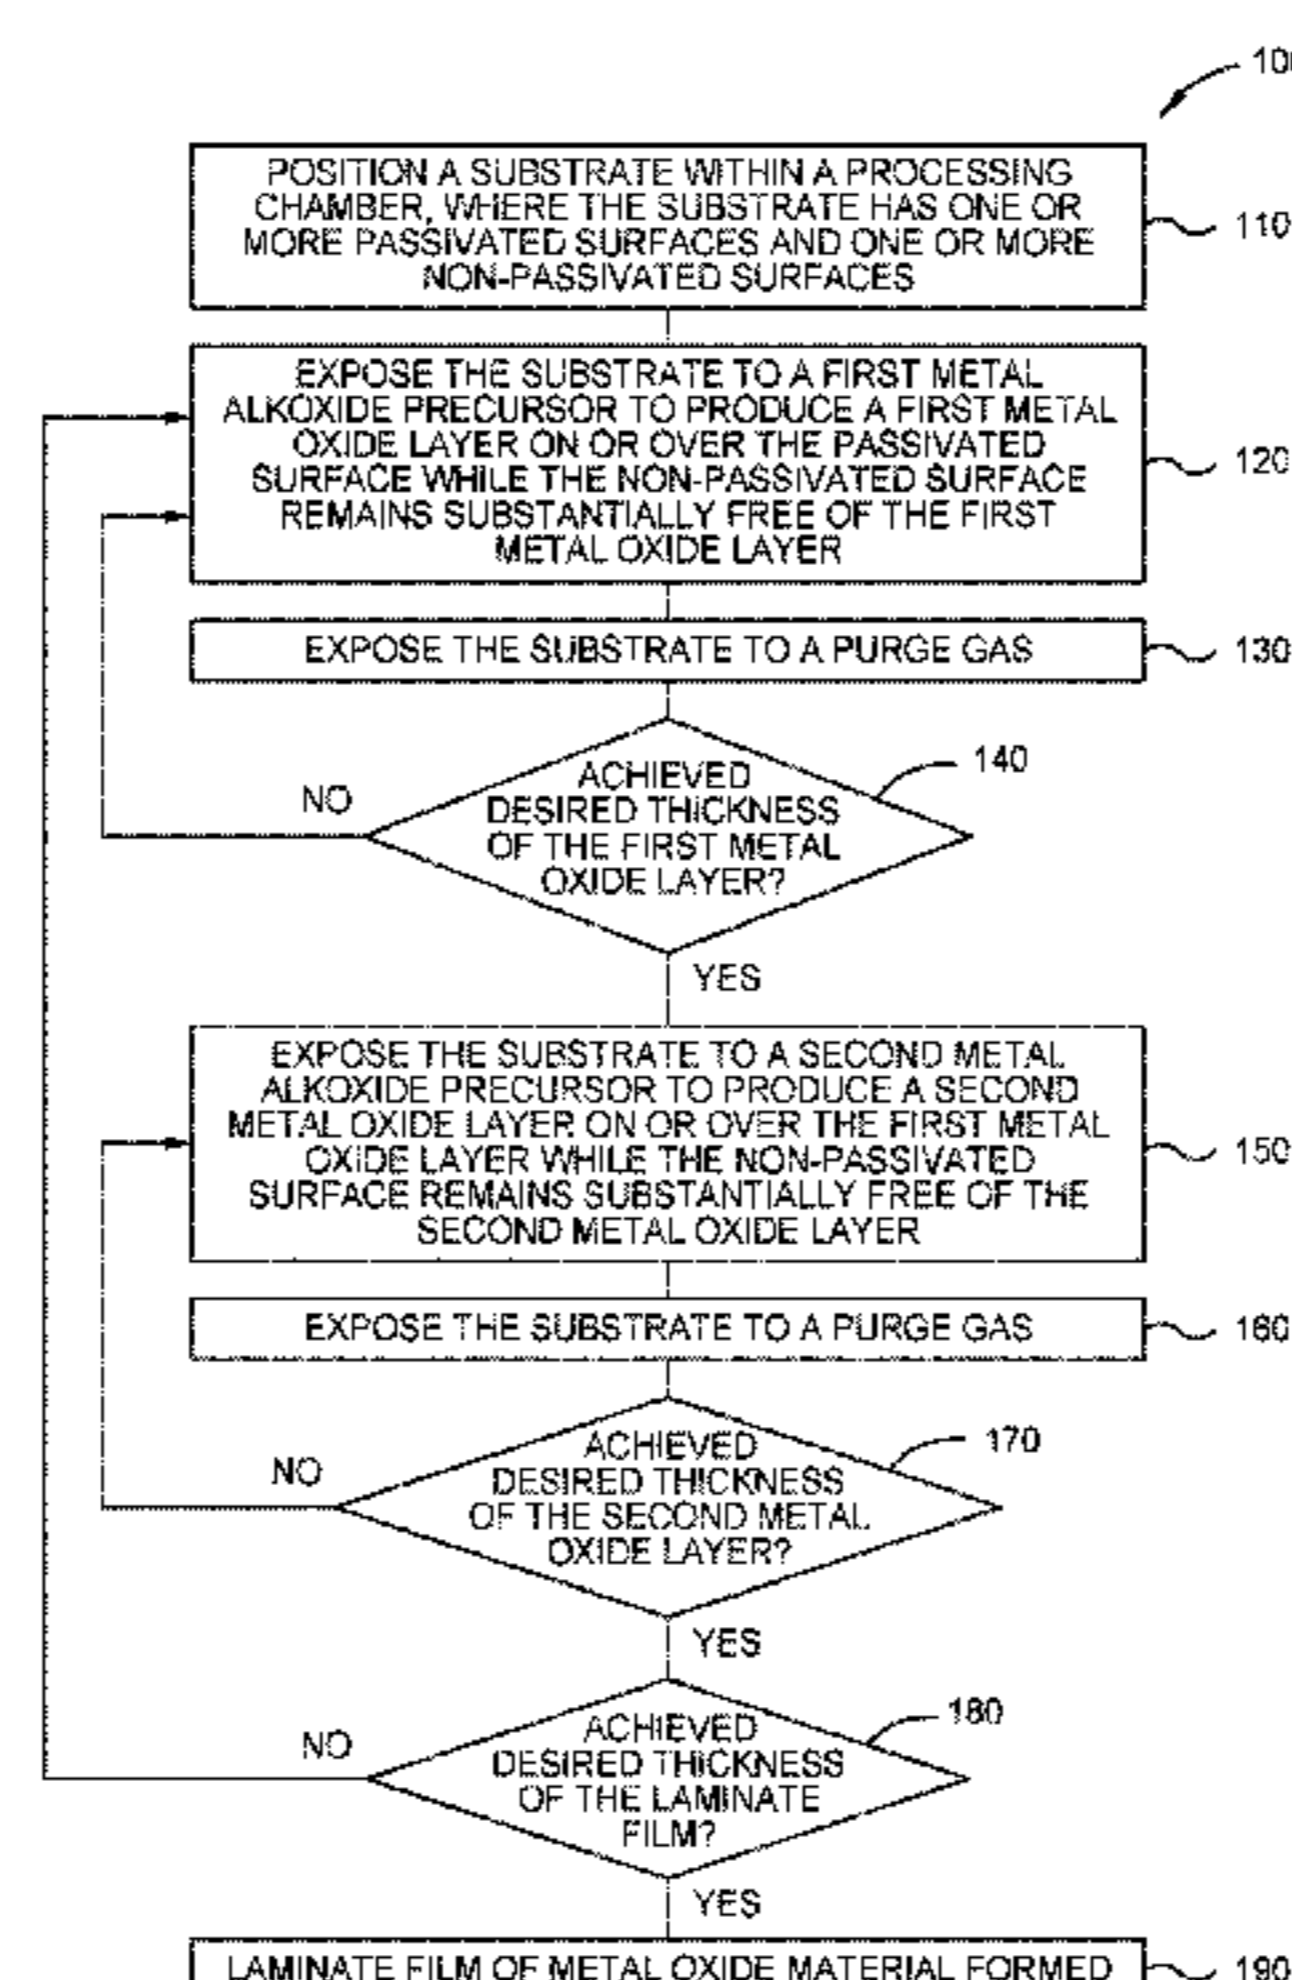 10
POSITION A SUBSTRATE WITHIN A PROCESSING
CHAMBER, WHERE THE SUBSTRATE HAS ONE OR
MORE PASSIVATED SURFACES AND ONE OR MORE
NON-PASSIVATED SURFACES
110
EXPOSE THE SUBSTRATE TO A FIRST METAL
ALKOXIDE PRECURSOR TO PRODUCE A FIRST METAL
OXIDE LAYER ON OR OVER THE PASSIVATED
SURFACE WHILE THE NON-PASSIVATED SURFACE
REMAINS SUBSTANTIALLY FREE OF THE FIRST
METAL OXIDE LAYER
120
EXPOSE THE SUBSTRATE TO A PURGE GAS
130
ACHIEVED
DESIRED THICKNESS
OF THE FIRST METAL
OXIDE LAYER?
140
NO
YES
EXPOSE THE SUBSTRATE TO A SECOND METAL
ALKOXIDE PRECURSOR TO PRODUCE A SECOND
METAL OXIDE LAYER ON OR OVER THE FIRST METAL
OXIDE LAYER WHILE THE NON-PASSIVATED
SURFACE REMAINS SUBSTANTIALLY FREE OF THE
SECOND METAL OXIDE LAYER
150
EXPOSE THE SUBSTRATE TO A PURGE GAS
160
ACHIEVED
DESIRED THICKNESS
OF THE SECOND METAL
OXIDE LAYER?
170
NO
YES
ACHIEVED
DESIRED THICKNESS
OF THE LAMINATE
FILM?
180
NO
YES
LAMINATE FILM OF METAL OXIDE MATERIAL FORMED
190